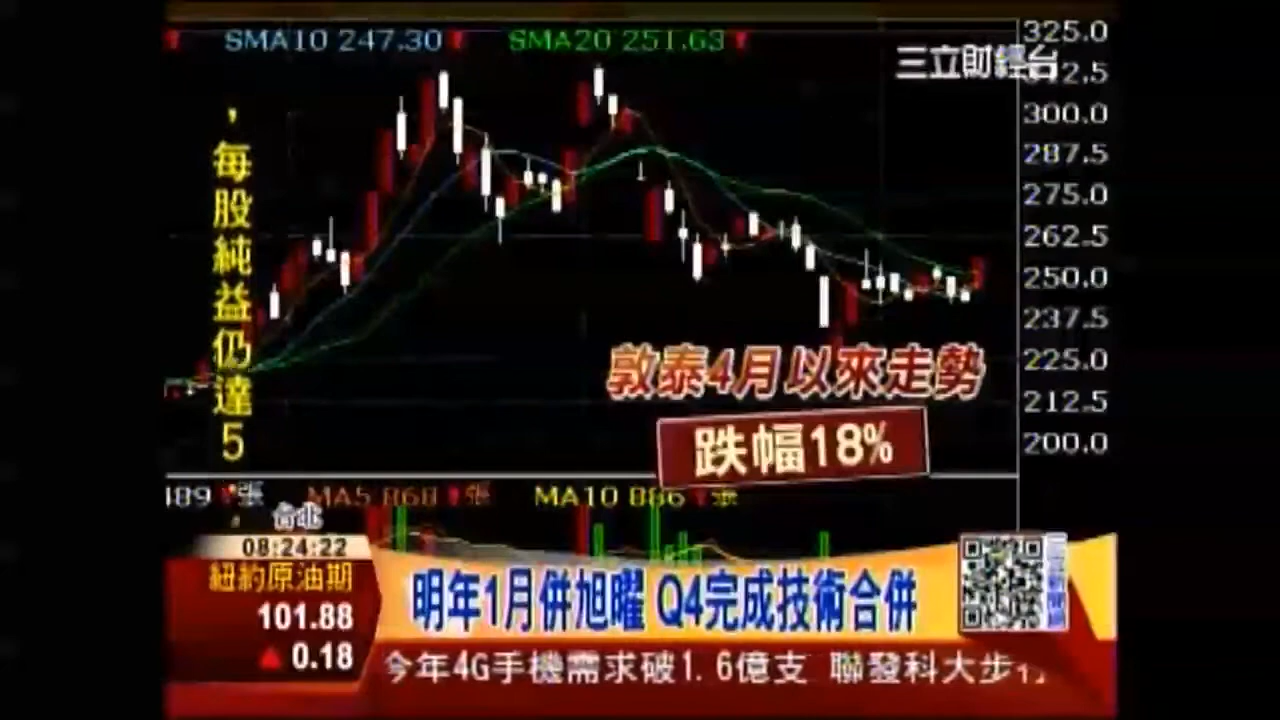 SMA10 247.30 SMA20 251.63
三立財經台
325.0
300.0
287.5
275.0
262.5
250.0
237.5
225.0
212.5
200.0
，每股純益仍達5
敦泰4月以來走勢
跌幅18%
489 張 MA5 868 張 MA10 886 張
台北
08:24:22
紐約原油期
101.88
0.18
明年1月併旭曜 Q4完成技術合併
今年4G手機需求破1.6億支 聯發科大步